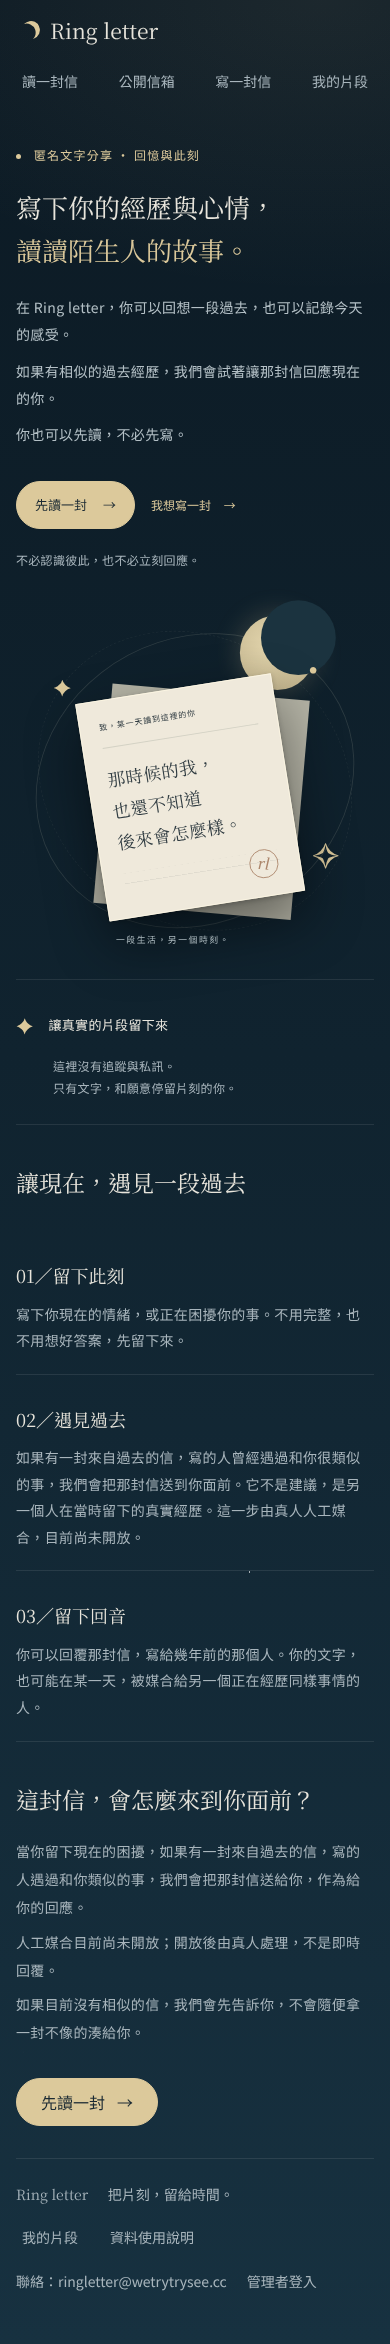 Ring letter
讀一封信 公開信箱 寫一封信 我的片段
匿名文字分享 · 回憶與此刻
寫下你的經歷與心情，
讀讀陌生人的故事。
在 Ring letter，你可以回想一段過去，也可以記錄今天
的感受。
如果有相似的過去經歷，我們會試著讓那封信回應現在
的你。
你也可以先讀，不必先寫。
先讀一封 → 我想寫一封 →
不必認識彼此，也不必立刻回應。
致，某一天讀到這裡的你
那時候的我，
也還不知道
後來會怎麼樣。
rl
一段生活，另一個時刻。
讓真實的片段留下來
這裡沒有追蹤與私訊。
只有文字，和願意停留片刻的你。
讓現在，遇見一段過去
01／留下此刻
寫下你現在的情緒，或正在困擾你的事。不用完整，也
不用想好答案，先留下來。
02／遇見過去
如果有一封來自過去的信，寫的人曾經遇過和你很類似
的事，我們會把那封信送到你面前。它不是建議，是另
一個人在當時留下的真實經歷。這一步由真人人工媒
合，目前尚未開放。
03／留下回音
你可以回覆那封信，寫給幾年前的那個人。你的文字，
也可能在某一天，被媒合給另一個正在經歷同樣事情的
人。
這封信，會怎麼來到你面前？
當你留下現在的困擾，如果有一封來自過去的信，寫的
人遇過和你類似的事，我們會把那封信送給你，作為給
你的回應。
人工媒合目前尚未開放；開放後由真人處理，不是即時
回覆。
如果目前沒有相似的信，我們會先告訴你，不會隨便拿
一封不像的湊給你。
先讀一封 →
Ring letter 把片刻，留給時間。
我的片段 資料使用說明
聯絡：ringletter@wetrytrysee.cc 管理者登入